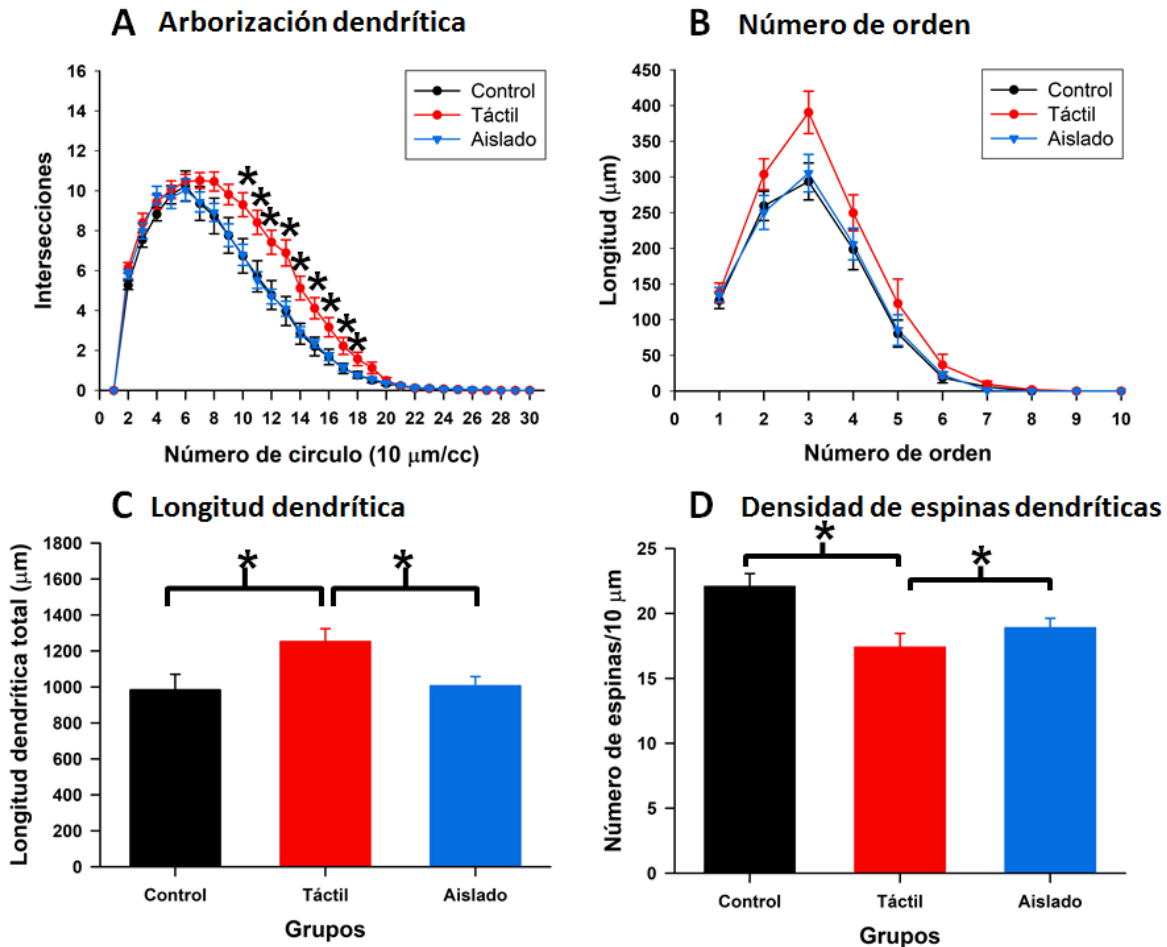 A Arborización dendrítica
16
14
12
10
8
6
4
2
0
Intersecciones
Control
Táctil
Aislado
* * * * * * * * *
0 2 4 6 8 10 12 14 16 18 20 22 24 26 28 30
Número de circulo (10 μm/cc)
B Número de orden
450
400
350
300
250
200
150
100
50
0
Longitud (μm)
Control
Táctil
Aislado
0 1 2 3 4 5 6 7 8 9 10
Número de orden
C Longitud dendrítica
1800
1600
1400
1200
1000
800
600
400
200
0
Longitud dendrítica total (μm)
* *
Control Táctil Aislado
Grupos
D Densidad de espinas dendríticas
25
20
15
10
5
0
Número de espinas/10 μm
* *
Control Táctil Aislado
Grupos